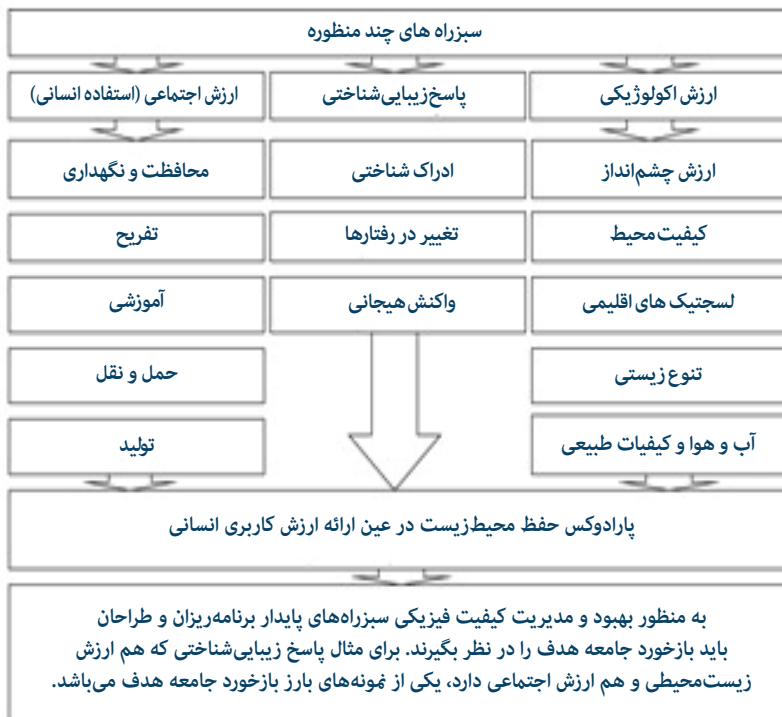 سبزراه های چند منظوره
ارزش اکولوژیکی
پاسخ زیبایی‌شناختی
ارزش اجتماعی (استفاده انسانی)
ارزش چشم‌انداز
ادراک شناختی
محافظت و نگهداری
کیفیت محیط
تغییر در رفتارها
تفریح
لسجتیک های اقلیمی
واکنش هیجانی
آموزشی
تنوع زیستی
حمل و نقل
آب و هوا و کیفیات طبیعی
تولید
پارادوکس حفظ محیط‌زیست در عین ارائه ارزش کاربری انسانی
به منظور بهبود و مدیریت کیفیت فیزیکی سبزراه‌های پایدار برنامه‌ریزان و طراحان
باید بازخورد جامعه هدف را در نظر بگیرند. برای مثال پاسخ زیبایی‌شناختی که هم ارزش
زیست‌محیطی و هم ارزش اجتماعی دارد، یکی از نمونه‌های بارز بازخورد جامعه هدف می‌باشد.